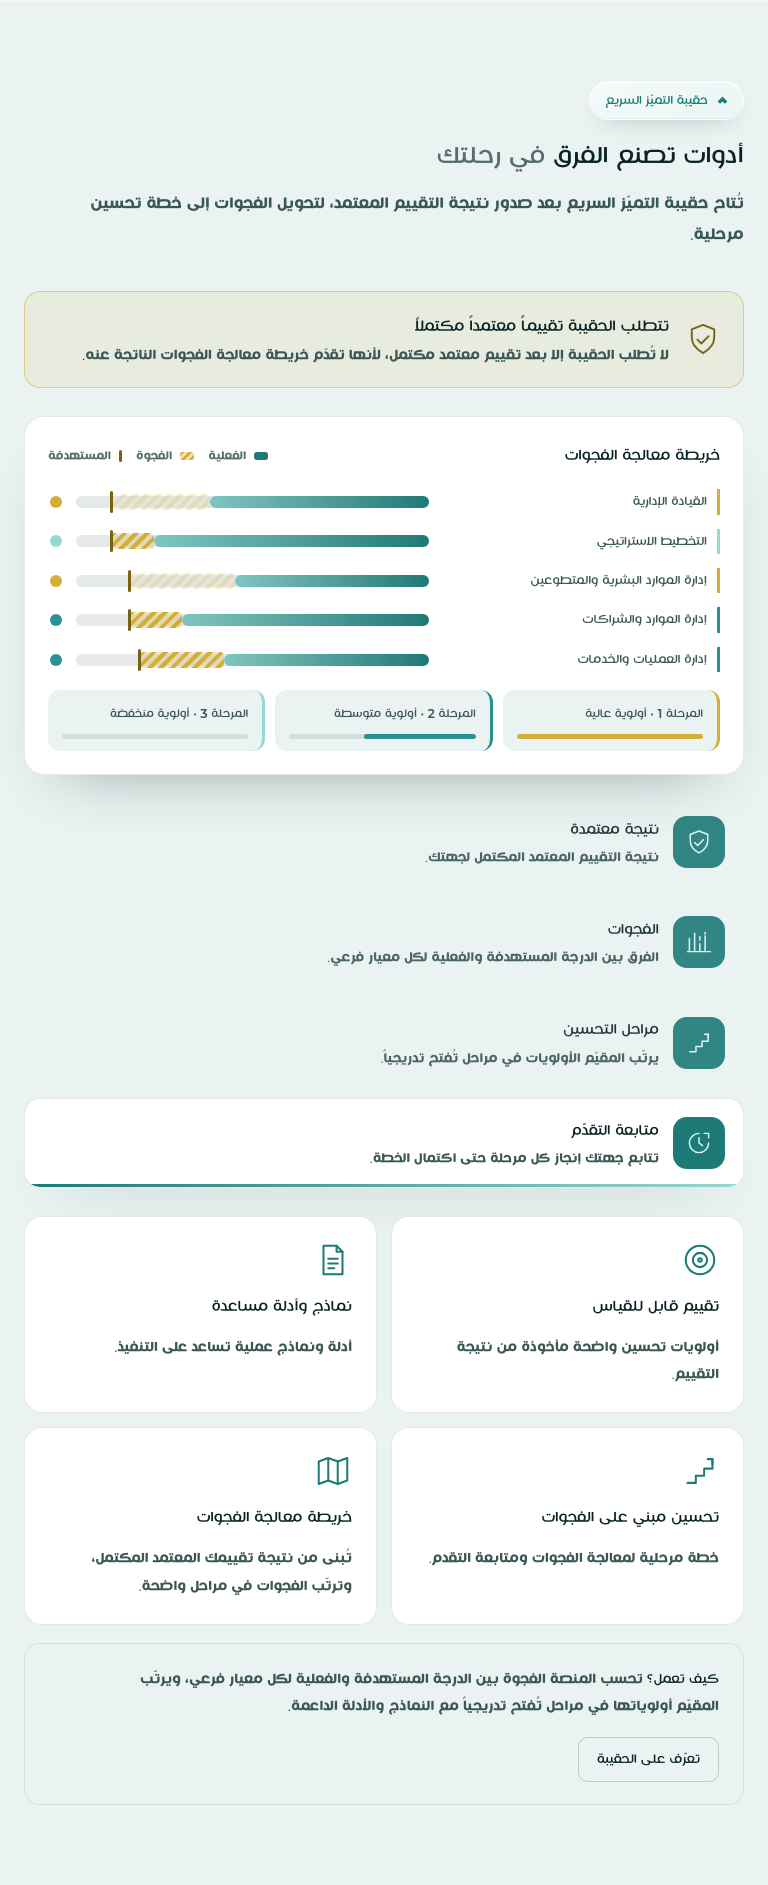 حقيبة التميّز السريع
أدوات تصنع الفرق في رحلتك
تُتاح حقيبة التميّز السريع بعد صدور نتيجة التقييم المعتمد، لتحويل الفجوات إلى خطة تحسين
مرحلية.
تتطلب الحقيبة تقييماً معتمداً مكتملاً
لا تُطلب الحقيبة إلا بعد تقييم معتمد مكتمل، لأنها تقدّم خريطة معالجة الفجوات الناتجة عنه.
خريطة معالجة الفجوات
الفعلية الفجوة المستهدفة
القيادة الإدارية
التخطيط الاستراتيجي
إدارة الموارد البشرية والمتطوعين
إدارة الموارد والشراكات
إدارة العمليات والخدمات
المرحلة 1 · أولوية عالية
المرحلة 2 · أولوية متوسطة
المرحلة 3 · أولوية منخفضة
نتيجة معتمدة
نتيجة التقييم المعتمد المكتمل لجهتك.
الفجوات
الفرق بين الدرجة المستهدفة والفعلية لكل معيار فرعي.
مراحل التحسين
يرتّب المقيّم الأولويات في مراحل تُفتح تدريجياً.
متابعة التقدّم
تتابع جهتك إنجاز كل مرحلة حتى اكتمال الخطة.
تقييم قابل للقياس
أولويات تحسين واضحة مأخوذة من نتيجة
التقييم.
نماذج وأدلة مساعدة
أدلة ونماذج عملية تساعد على التنفيذ.
تحسين مبني على الفجوات
خطة مرحلية لمعالجة الفجوات ومتابعة التقدم.
خريطة معالجة الفجوات
تُبنى من نتيجة تقييمك المعتمد المكتمل،
وترتّب الفجوات في مراحل واضحة.
كيف تعمل؟ تحسب المنصة الفجوة بين الدرجة المستهدفة والفعلية لكل معيار فرعي، ويرتّب
المقيّم أولوياتها في مراحل تُفتح تدريجياً مع النماذج والأدلة الداعمة.
تعرّف على الحقيبة